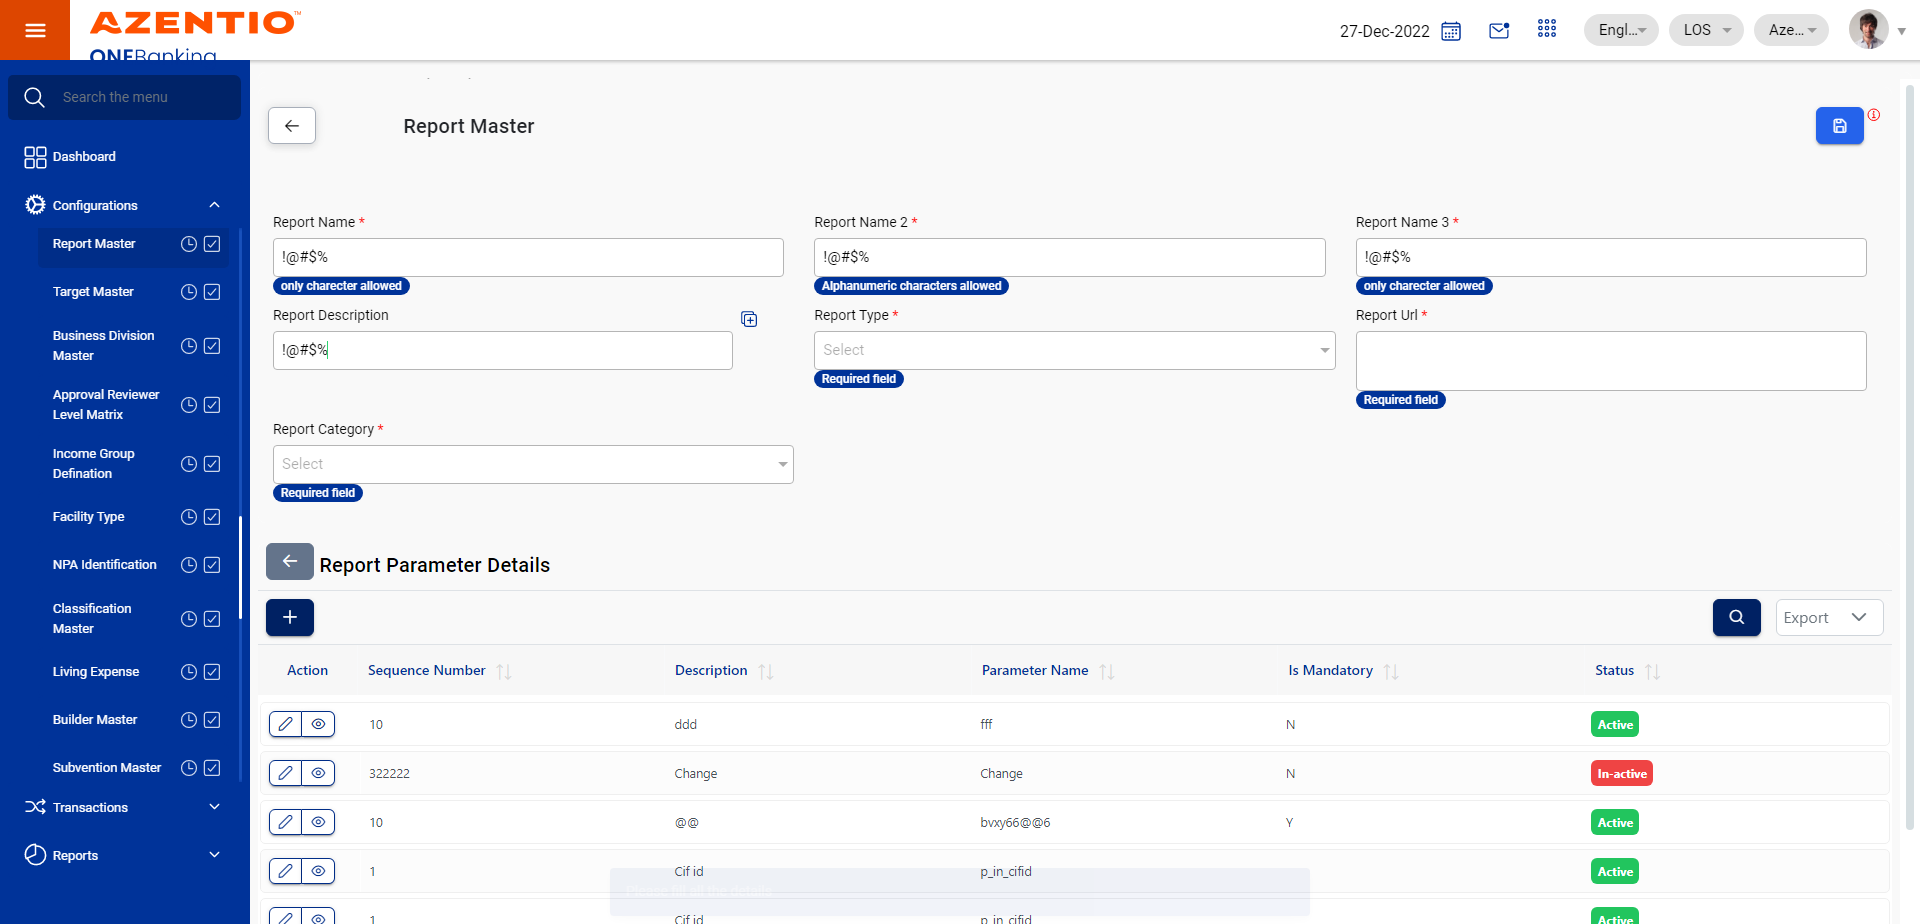 AZENTIO™
ONEBanking
27-Dec-2022
Engl...
LOS
Aze...
Search the menu
Dashboard
Configurations
Report Master
Target Master
Business Division
Master
Approval Reviewer
Level Matrix
Income Group
Defination
Facility Type
NPA Identification
Classification
Master
Living Expense
Builder Master
Subvention Master
Transactions
Reports
Report Master
Report Name *
Report Name 2 *
Report Name 3 *
!@#$%
!@#$%
!@#$%
only charecter allowed
Alphanumeric characters allowed
only charecter allowed
Report Description
Report Type *
Report Url *
!@#$%
Select
Required field
Required field
Report Category *
Select
Required field
Report Parameter Details
Export
Action Sequence Number Description Parameter Name Is Mandatory Status
10 ddd fff N Active
322222 Change Change N In-active
10 @@ bvxy66@@6 Y Active
1 Cif id p_in_cifid Active
1 Cif id p_in_cifid Active